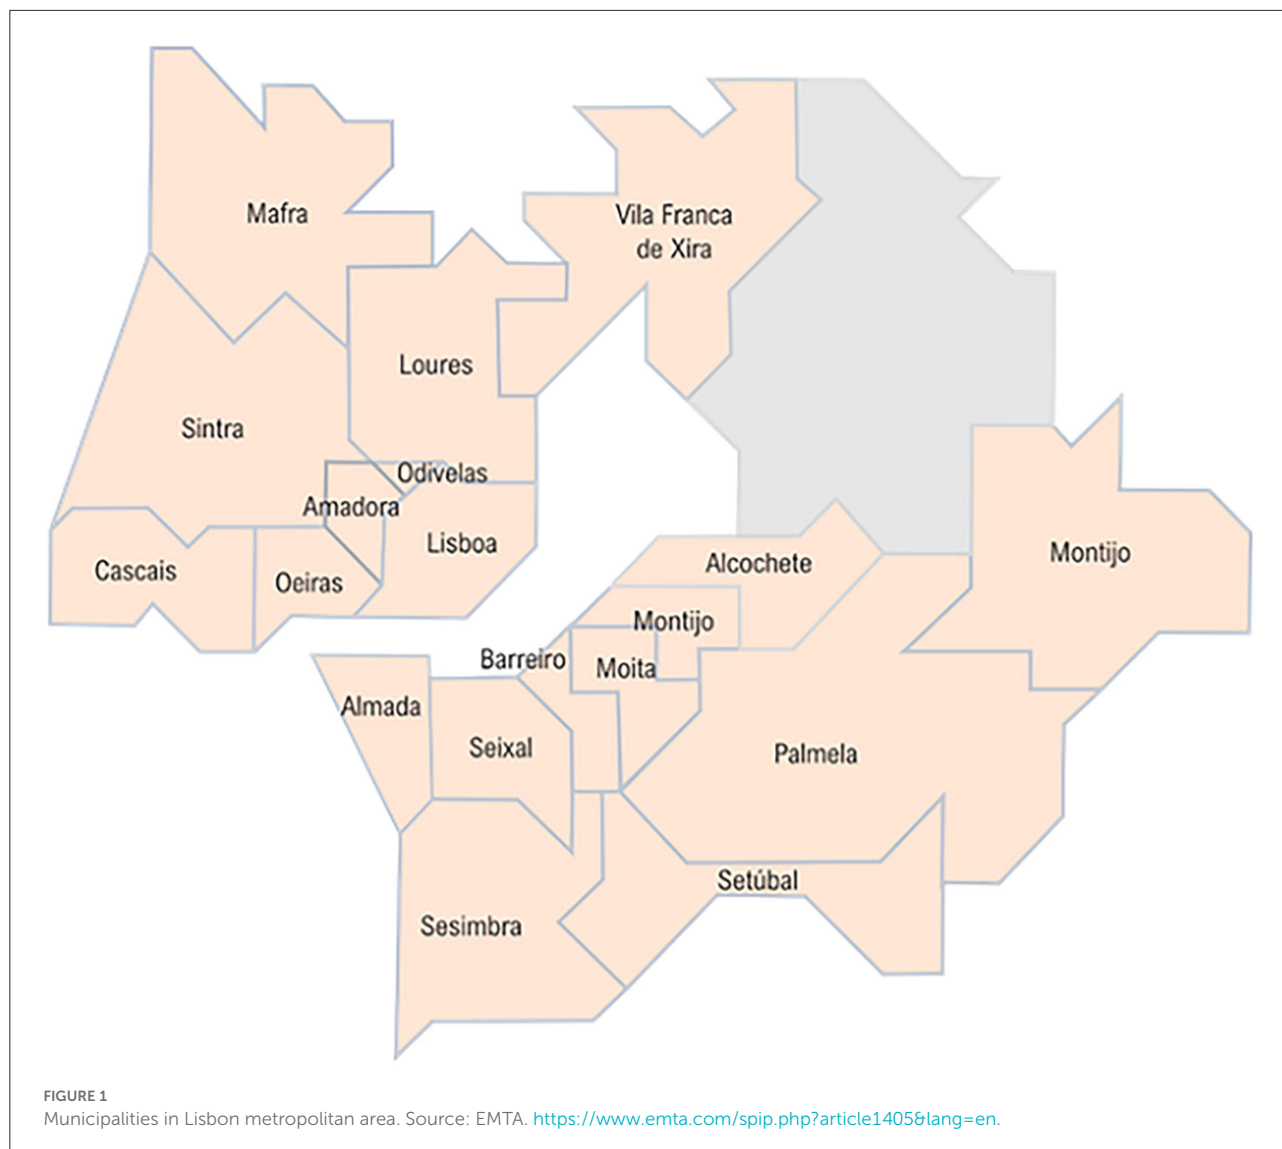 Mafra
Vila Franca
de Xira
Loures
Sintra
Odivelas
Amadora
Lisboa
Cascais
Oeiras
Alcochete
Montijo
Montijo
Barreiro
Moita
Almada
Seixal
Palmela
Setúbal
Sesimbra
FIGURE 1
Municipalities in Lisbon metropolitan area. Source: EMTA. https://www.emta.com/spip.php?article1405&lang=en.